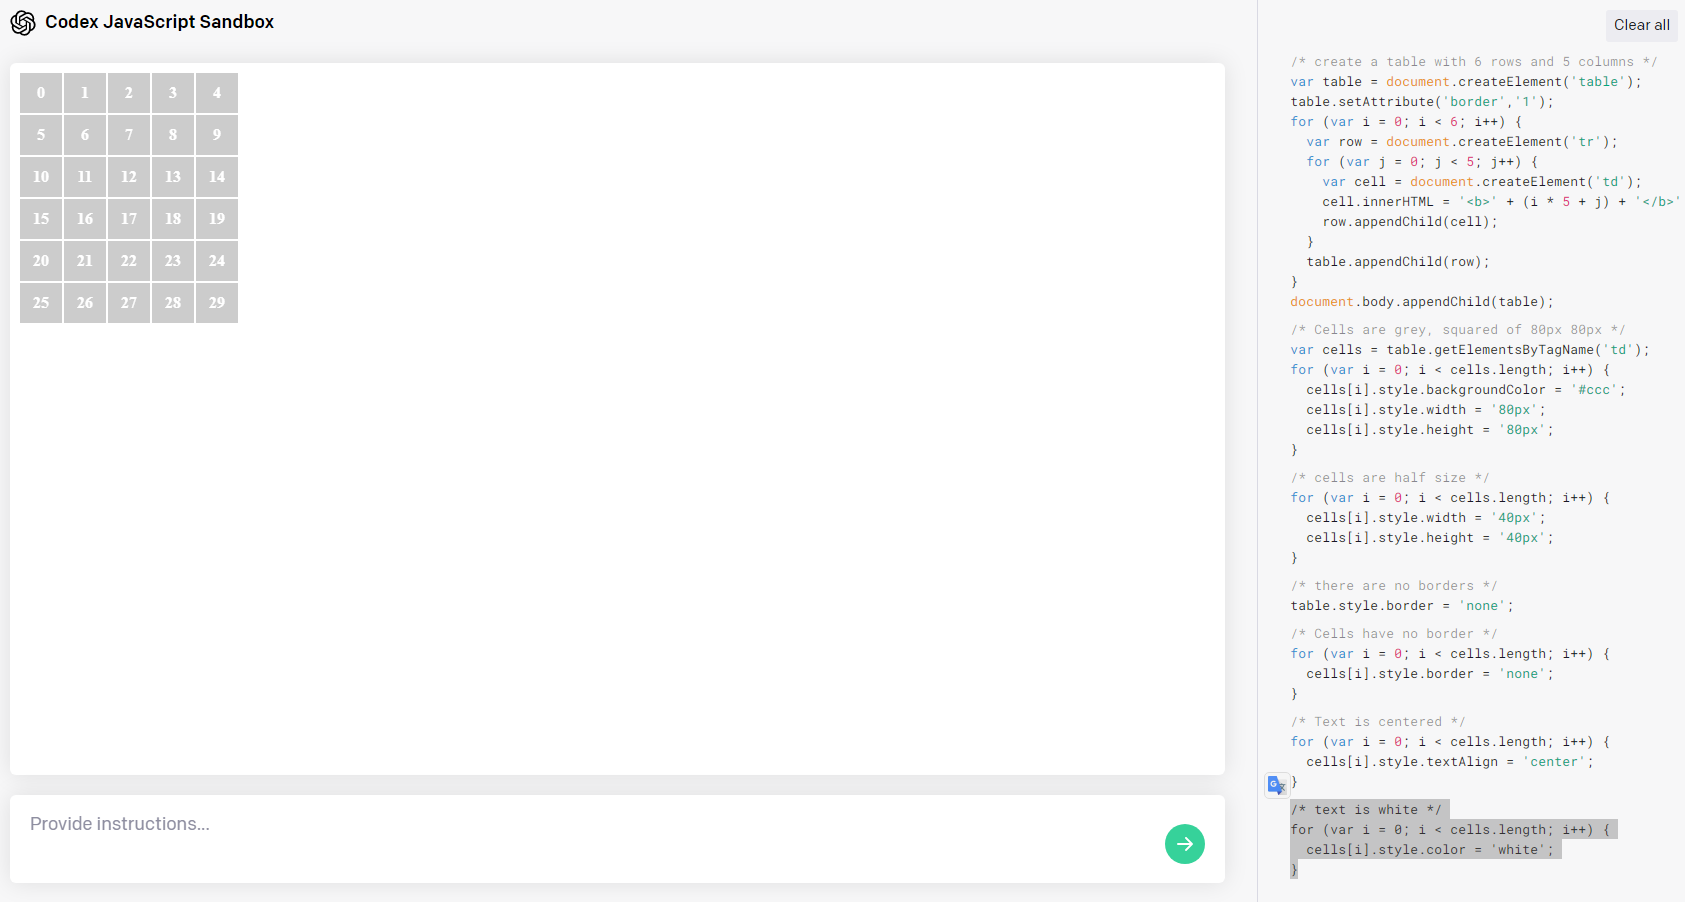 Codex JavaScript Sandbox
0 1 2 3 4
5 6 7 8 9
10 11 12 13 14
15 16 17 18 19
20 21 22 23 24
25 26 27 28 29
Provide instructions...
Clear all
/* create a table with 6 rows and 5 columns */
var table = document.createElement('table');
table.setAttribute('border','1');
for (var i = 0; i < 6; i++) {
  var row = document.createElement('tr');
  for (var j = 0; j < 5; j++) {
    var cell = document.createElement('td');
    cell.innerHTML = '<b>' + (i * 5 + j) + '</b>'
    row.appendChild(cell);
  }
  table.appendChild(row);
}
document.body.appendChild(table);
/* Cells are grey, squared of 80px 80px */
var cells = table.getElementsByTagName('td');
for (var i = 0; i < cells.length; i++) {
  cells[i].style.backgroundColor = '#ccc';
  cells[i].style.width = '80px';
  cells[i].style.height = '80px';
}
/* cells are half size */
for (var i = 0; i < cells.length; i++) {
  cells[i].style.width = '40px';
  cells[i].style.height = '40px';
}
/* there are no borders */
table.style.border = 'none';
/* Cells have no border */
for (var i = 0; i < cells.length; i++) {
  cells[i].style.border = 'none';
}
/* Text is centered */
for (var i = 0; i < cells.length; i++) {
  cells[i].style.textAlign = 'center';
}
/* text is white */
for (var i = 0; i < cells.length; i++) {
  cells[i].style.color = 'white';
}